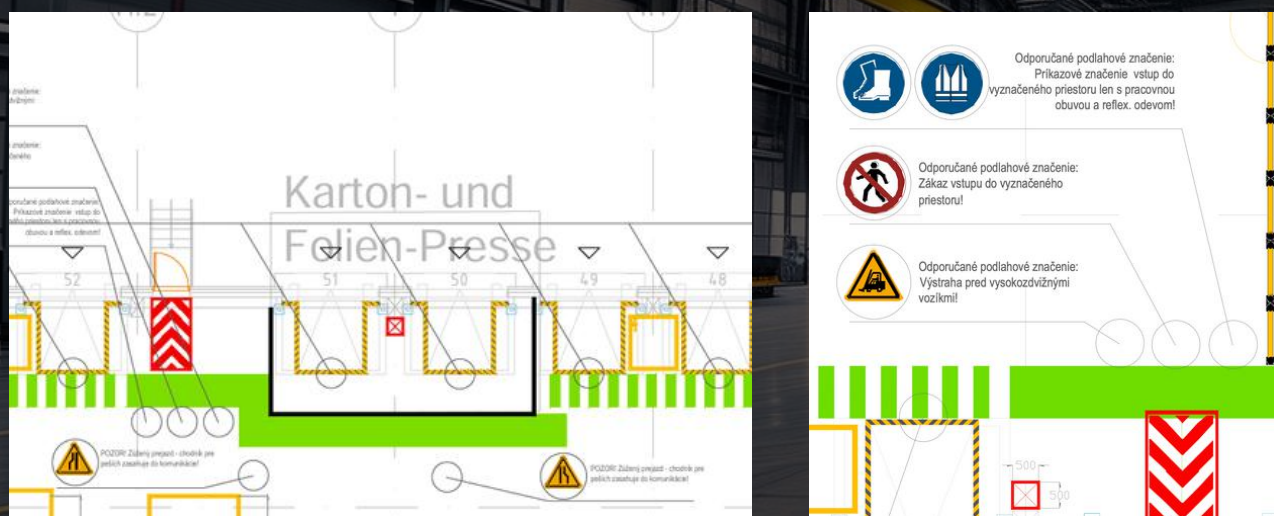 značenie:
Karton- und
Folien-Presse
52
51
50
49
48
POZOR! Zúžený prejazd - chodník pre
peších zasahuje do komunikácie!
POZOR! Zúžený prejazd - chodník pre
peších zasahuje do komunikácie!
Odporučané podlahové značenie:
Príkazové značenie vstup do
vyznačeného priestoru len s pracovnou
obuvou a reflex. odevom!
Odporučané podlahové značenie:
Zákaz vstupu do vyznačeného
priestoru!
Odporučané podlahové značenie:
Výstraha pred vysokozdvižnými
vozíkmi!
500
500